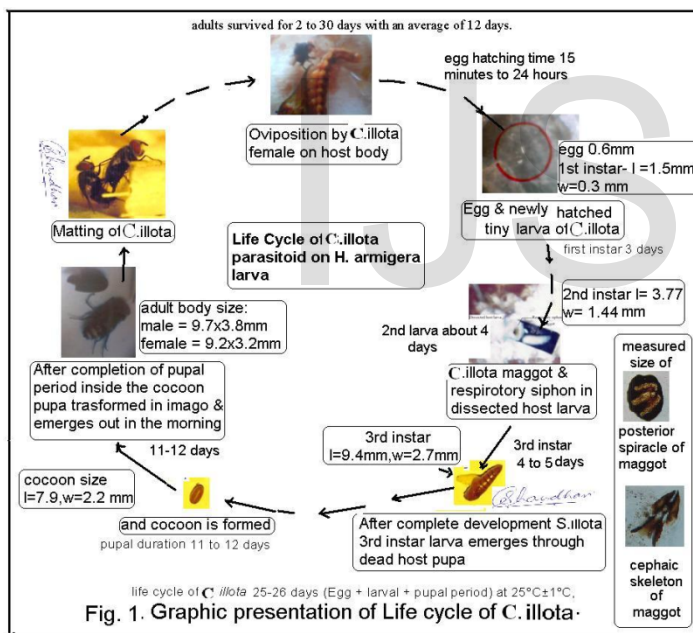 adults survived for 2 to 30 days with an average of 12 days.
egg hatching time 15
minutes to 24 hours
Oviposition by C.illota
female on host body
egg 0.6mm
1st instar- l =1.5mm
w=0.3 mm
Egg & newly hatched
tiny larva of C.illota
first instar 3 days
Matting of C.illota
Life Cycle of C.illota
parasitoid on H. armigera
larva
IJS
adult body size:
male = 9.7x3.8mm
female = 9.2x3.2mm
2nd instar l= 3.77
w= 1.44 mm
2nd larva about 4
days
C.illota maggot &
respiratory siphon in
dissected host larva
measured
size of
posterior
spiracle of
maggot
After completion of pupal
period inside the cocoon
pupa trasformed in imago &
emerges out in the morning
11-12 days
3rd instar
l=9.4mm,w=2.7mm
3rd instar
4 to 5 days
cocoon size
l=7.9,w=2.2 mm
and cocoon is formed
pupal duration 11 to 12 days
After complete development S.illota
3rd instar larva emerges through
dead host pupa
cephaic
skeleton of
maggot
life cycle of C illota 25-26 days (Egg + larval + pupal period) at 25°C±1°C,
Fig. 1. Graphic presentation of Life cycle of C.illota.